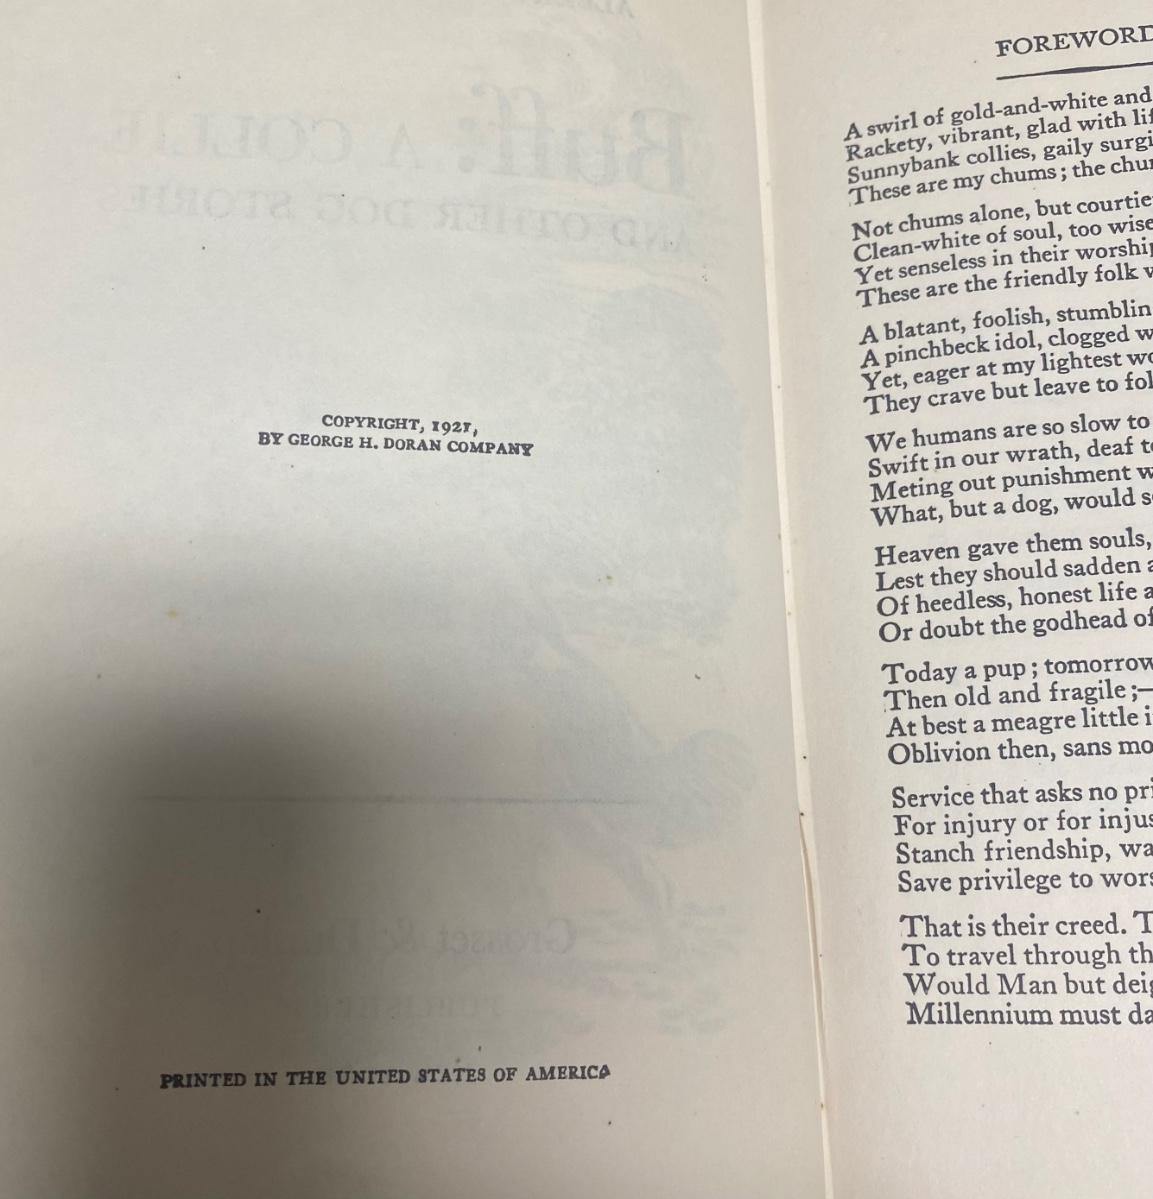 COPYRIGHT, 1921,
BY GEORGE H. DORAN COMPANY
PRINTED IN THE UNITED STATES OF AMERICA
FOREWORD
A swirl of gold-and-white and
Rackety, vibrant, glad with
Sunnybank collies, gaily
These are my chums; the
Not chums alone, but
Clean-white of soul, too wise
Yet senseless in their
These are the friendly folk
A blatant, foolish,
A pinchbeck idol, clogged
Yet, eager at my lightest
They crave but leave to
We humans are so slow to
Swift in our wrath, deaf
Meting out punishment
What, but a dog, would
Heaven gave them souls,
Lest they should sadden
Of heedless, honest life
Or doubt the godhead of
Today a pup; tomorrow
Then old and fragile;—
At best a meagre little
Oblivion then, sans
Service that asks no
For injury or for
Stanch friendship,
Save privilege to
That is their creed.
To travel through
Would Man but
Millennium must